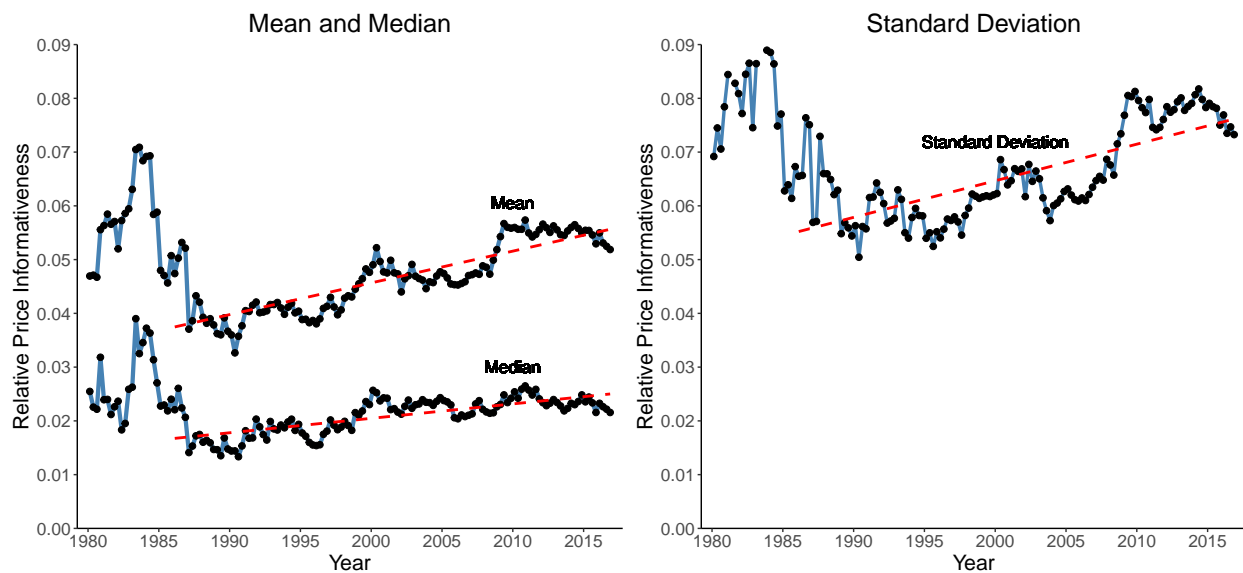 Mean and Median
Relative Price Informativeness
0.09
0.08
0.07
0.06
0.05
0.04
0.03
0.02
0.01
0.00
Mean
Median
1980 1985 1990 1995 2000 2005 2010 2015
Year
Standard Deviation
Relative Price Informativeness
0.09
0.08
0.07
0.06
0.05
0.04
0.03
0.02
0.01
0.00
Standard Deviation
1980 1985 1990 1995 2000 2005 2010 2015
Year